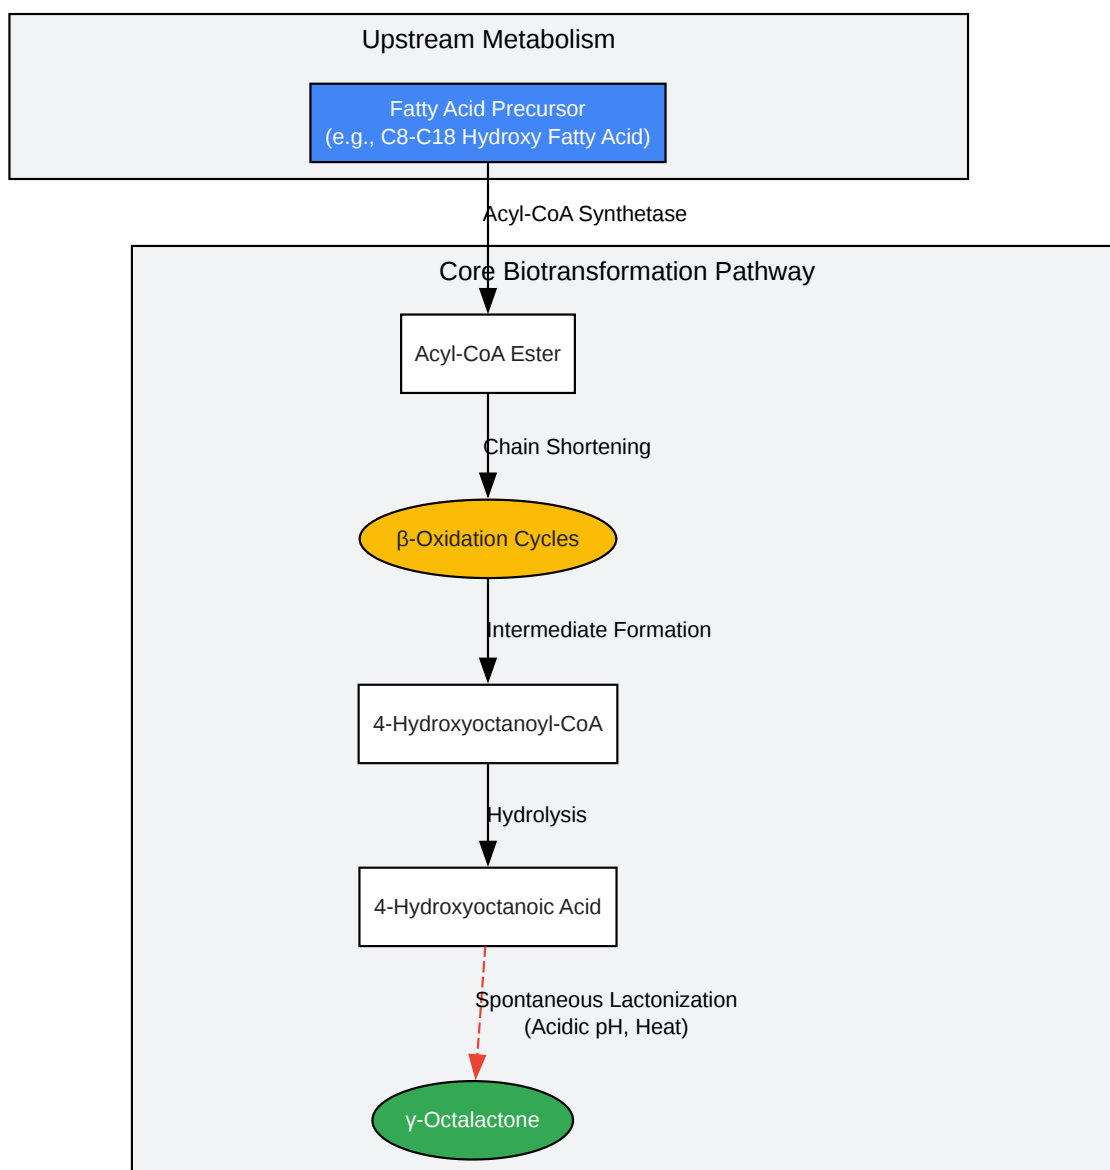 Upstream Metabolism
Fatty Acid Precursor
(e.g., C8-C18 Hydroxy Fatty Acid)
Acyl-CoA Synthetase
Core Biotransformation Pathway
Acyl-CoA Ester
Chain Shortening
β-Oxidation Cycles
Intermediate Formation
4-Hydroxyoctanoyl-CoA
Hydrolysis
4-Hydroxyoctanoic Acid
Spontaneous Lactonization
(Acidic pH, Heat)
γ-Octalactone